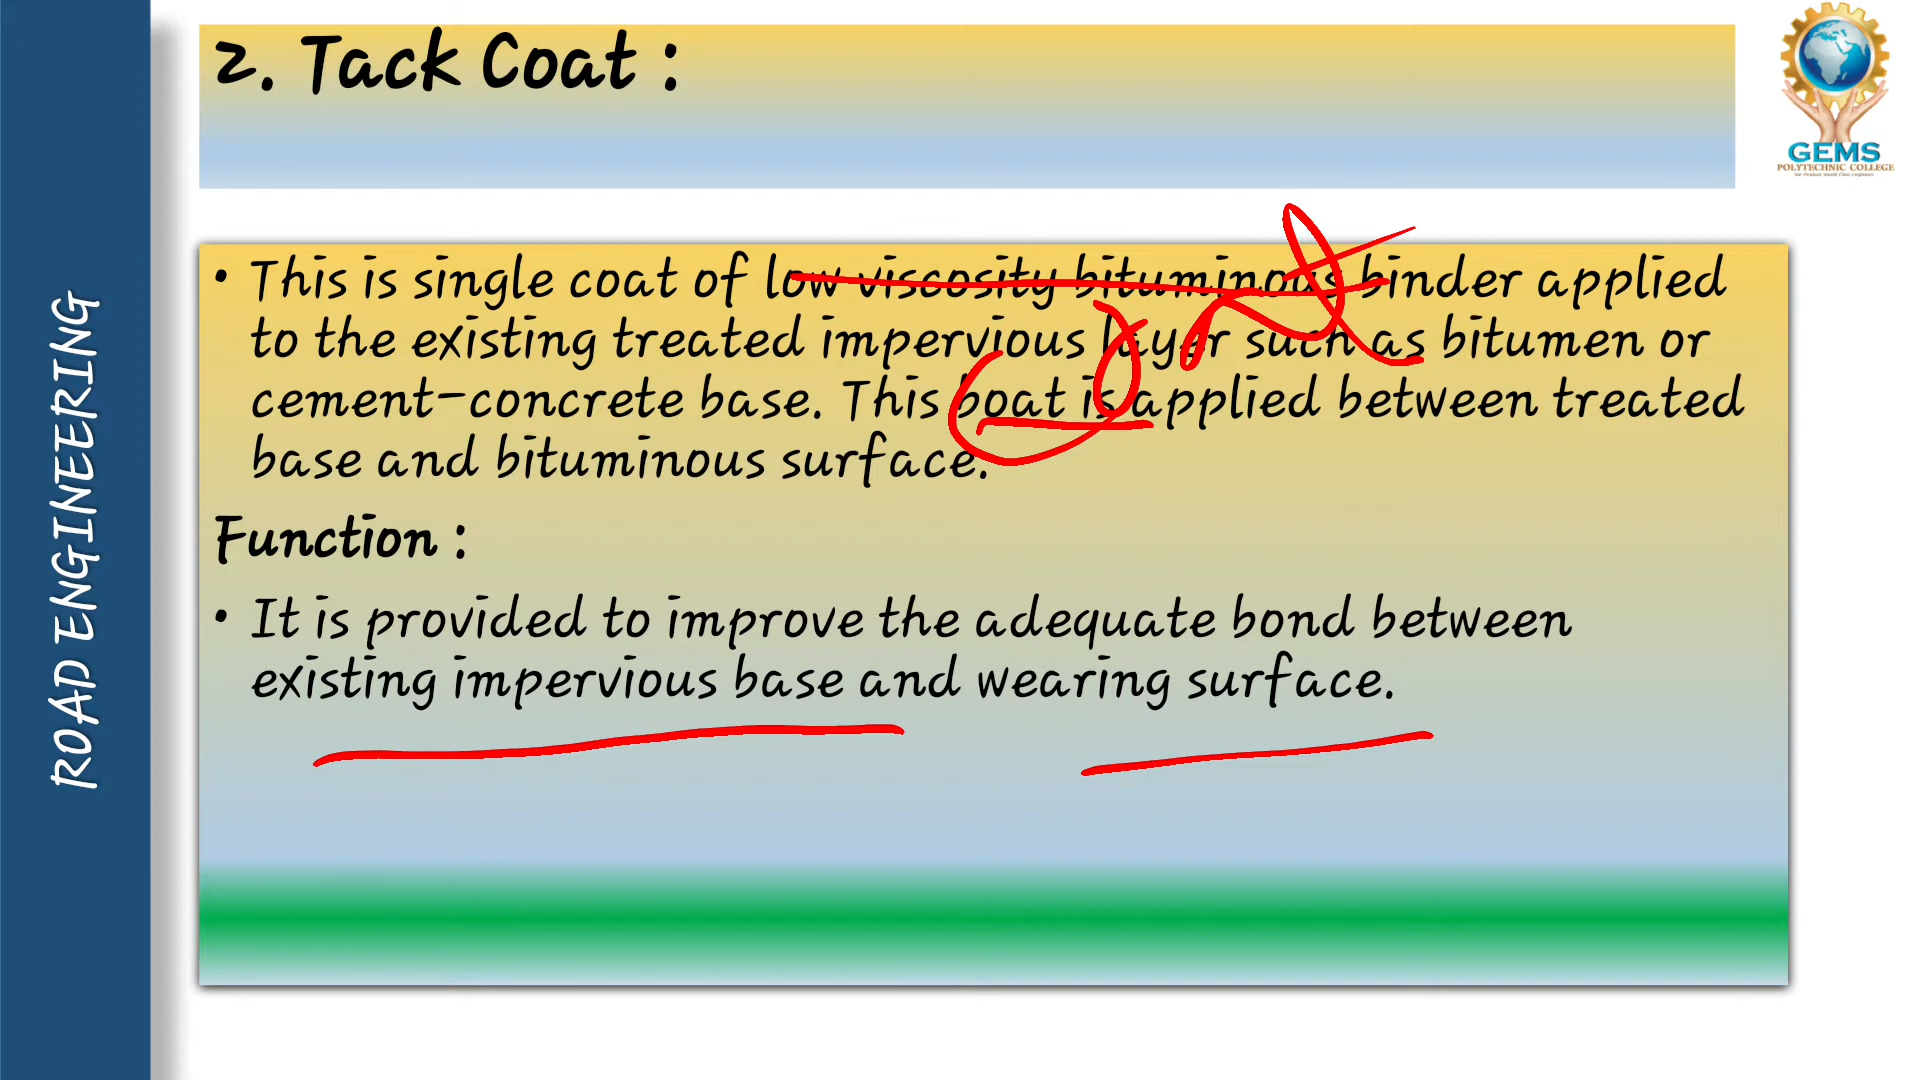 2. Tack Coat :
GEMS
POLYTECHNIC COLLEGE
ROAD ENGINEERING
• This is single coat of low viscosity bituminous binder applied
to the existing treated impervious layer such as bitumen or
cement-concrete base. This boat is applied between treated
base and bituminous surface.
Coat
Function :
• It is provided to improve the adequate bond between
existing impervious base and wearing surface.